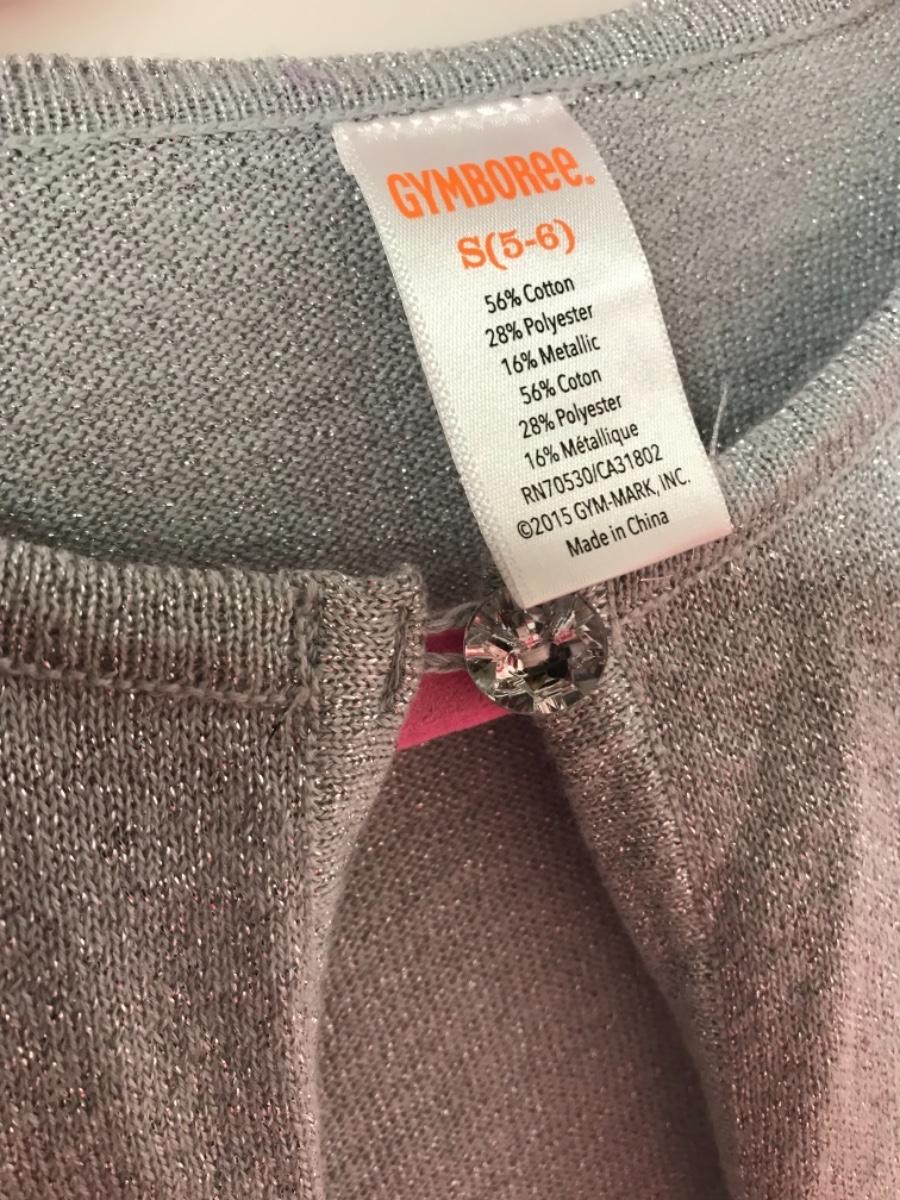 GYMBOREE.
S(5-6)
56% Cotton
28% Polyester
16% Metallic
56% Coton
28% Polyester
16% Métallique
RN70530/CA31802
©2015 GYM-MARK, INC.
Made in China